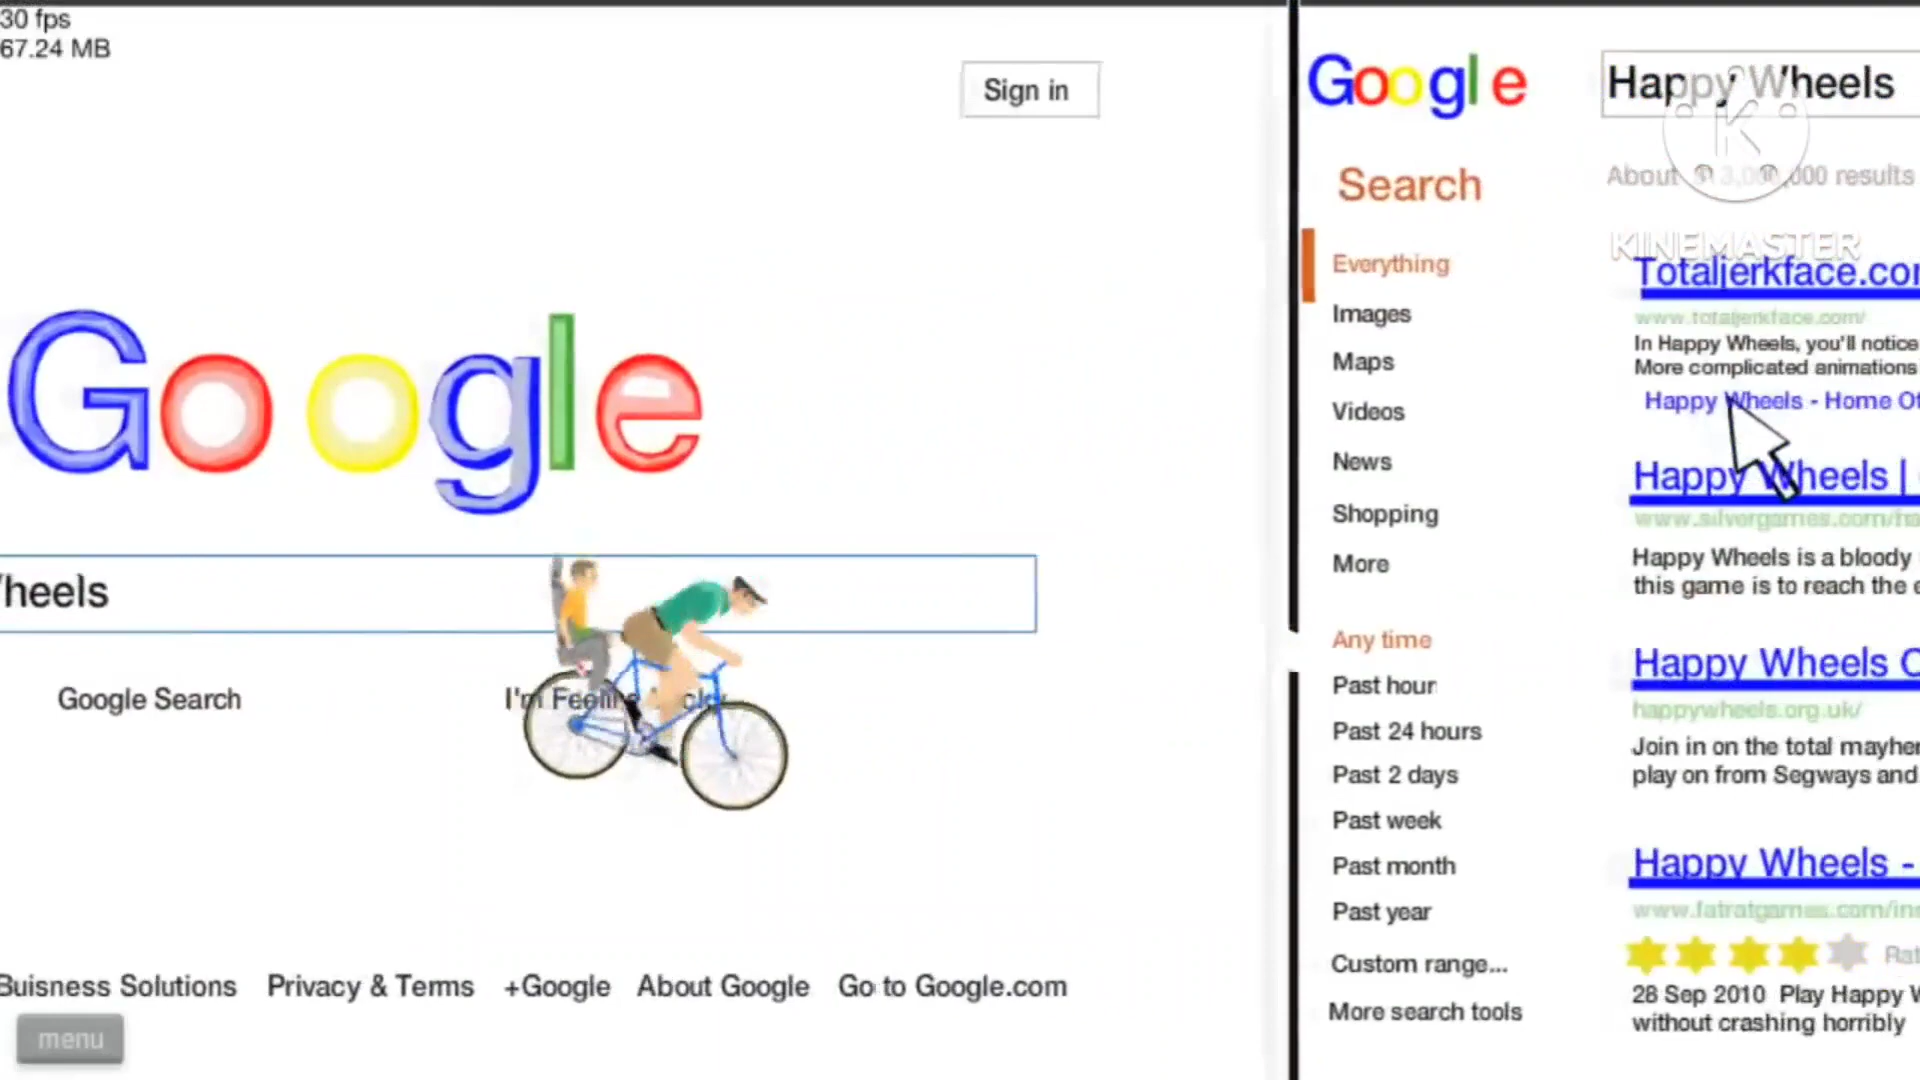 30 fps
67.24 MB
Sign in
Google
heels
Google Search
I'm
Buisness Solutions Privacy & Terms +Google About Google Go to Google.com
menu
Google
Happy Wheels
Search
About 000 results
KINEMASTER
Everything
Images
Maps
Videos
News
Shopping
More
Any time
Past hour
Past 24 hours
Past 2 days
Past week
Past month
Past year
Custom range...
More search tools
Totaljerkface.co
www.totaljerkface.com/
In Happy Wheels, you'll notice
More complicated animations
Happy Wheels - Home Of
Happy Wheels |
www.silvergames.com/ha
Happy Wheels is a bloody
this game is to reach the e
Happy Wheels
happywheels.org.uk/
Join in on the total mayhe
play on from Segways and
Happy Wheels -
www.fatratgames.com/in
28 Sep 2010 Play Happy W
without crashing horribly